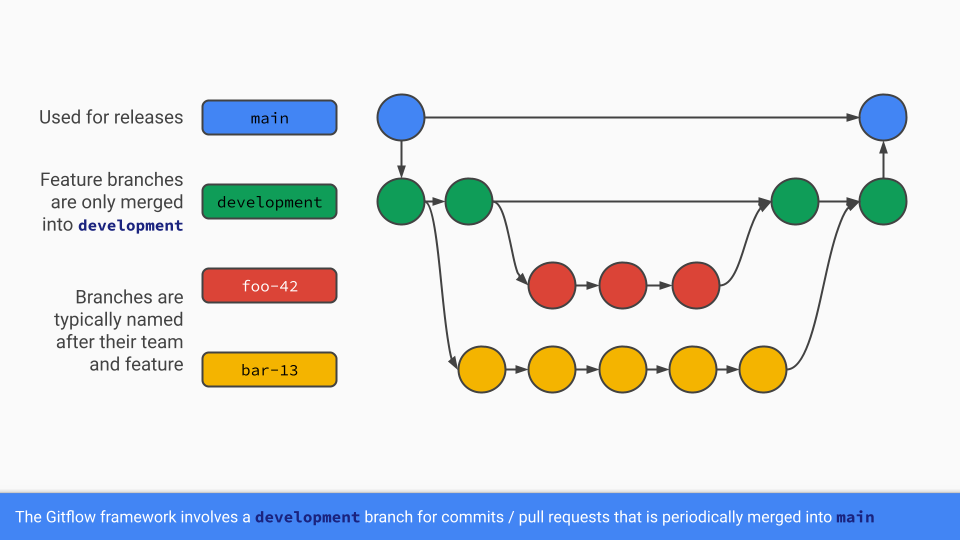 Used for releases
main
Feature branches
are only merged
into development
development
Branches are
typically named
after their team
and feature
foo-42
bar-13
The Gitflow framework involves a development branch for commits / pull requests that is periodically merged into main